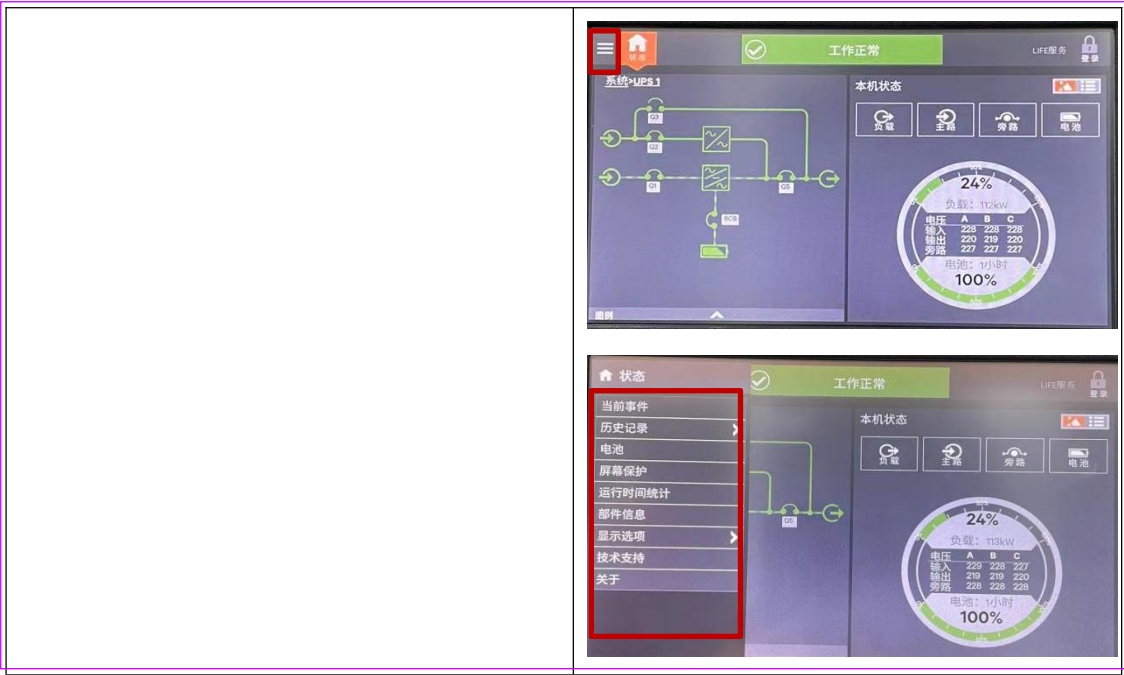 状态
工作正常
LIFE服务
登录
系统>UPS 1
本机状态
负载
主路
旁路
电池
Q3
Q2
Q1
Q5
BCB
24%
负载: 112kW
电压 A B C
输入 228 228 228
输出 220 219 220
旁路 227 227 227
电池: 1小时
100%
图例
状态
工作正常
LIFE服务
登录
当前事件
历史记录
电池
屏幕保护
运行时间统计
部件信息
显示选项
技术支持
关于
本机状态
负载
主路
旁路
电池
Q5
24%
负载: 113kW
电压 A B C
输入 229 228 227
输出 219 219 220
旁路 228 228 228
电池: 1小时
100%